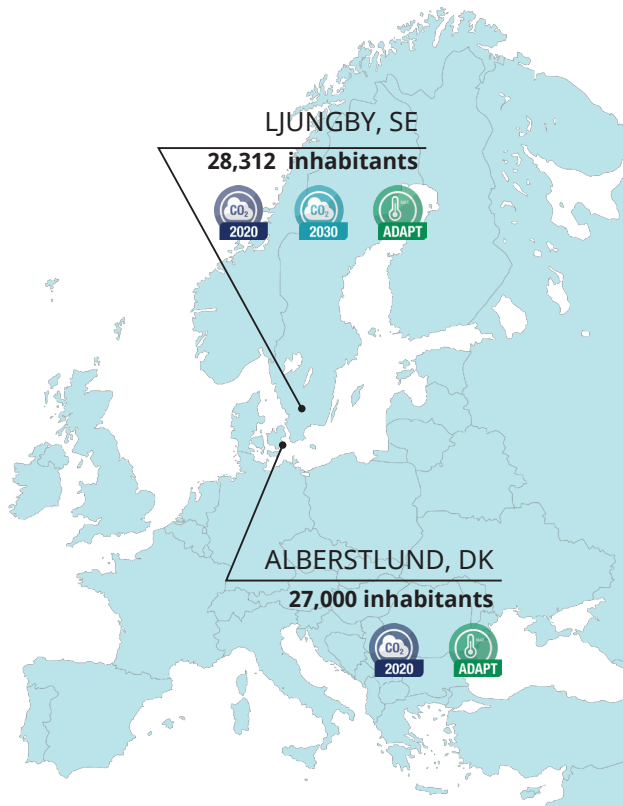 LJUNGBY, SE
28,312 inhabitants
CO₂ CO₂
2020 2030 ADAPT
ALBERSTLUND, DK
27,000 inhabitants
CO₂
2020 ADAPT